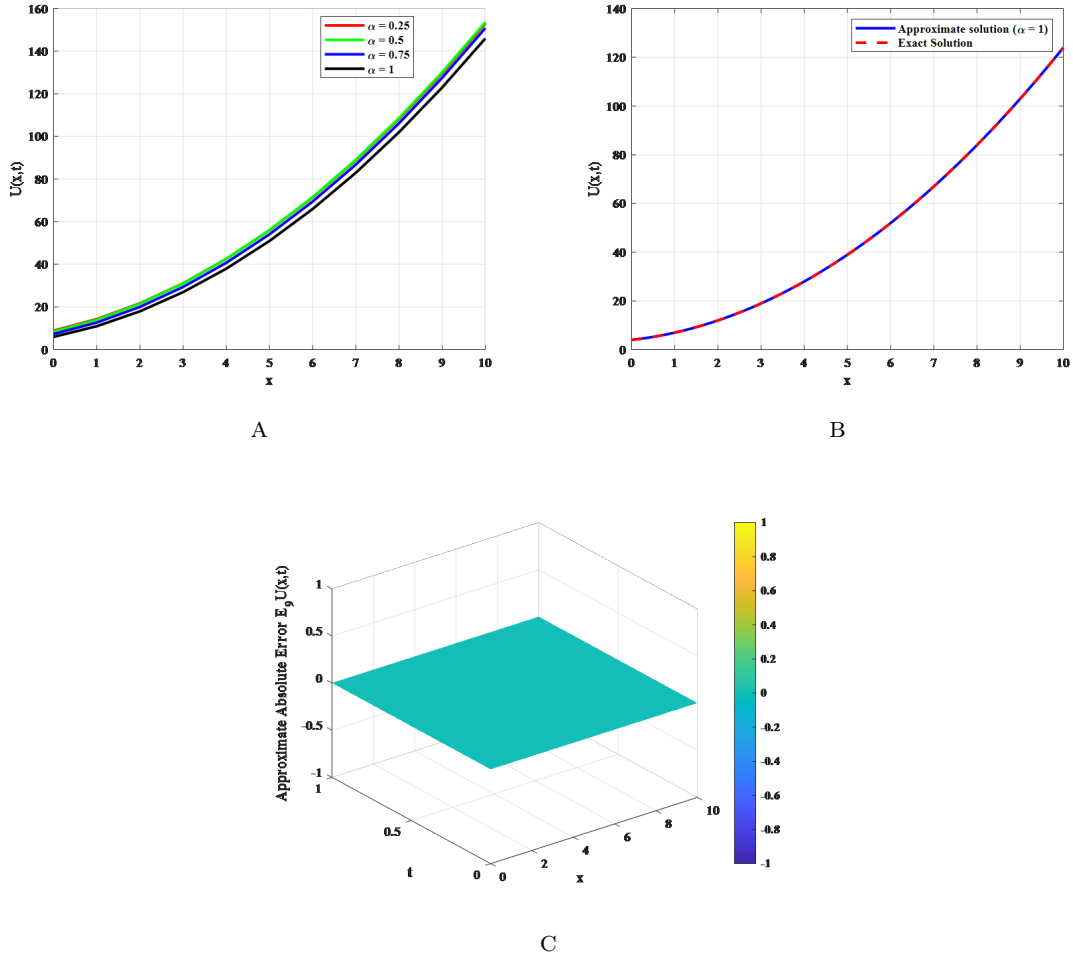 160
140
120
100
80
60
40
20
0
U(x,t)
0 1 2 3 4 5 6 7 8 9 10
x
α = 0.25
α = 0.5
α = 0.75
α = 1
A
140
120
100
80
60
40
20
0
U(x,t)
0 1 2 3 4 5 6 7 8 9 10
x
Approximate solution (α = 1)
Exact Solution
B
Approximate Absolute Error E₉U(x,t)
1
0.5
0
-0.5
-1
1
0.5
0
t
0 2 4 6 8 10
x
1
0.8
0.6
0.4
0.2
0
-0.2
-0.4
-0.6
-0.8
-1
C